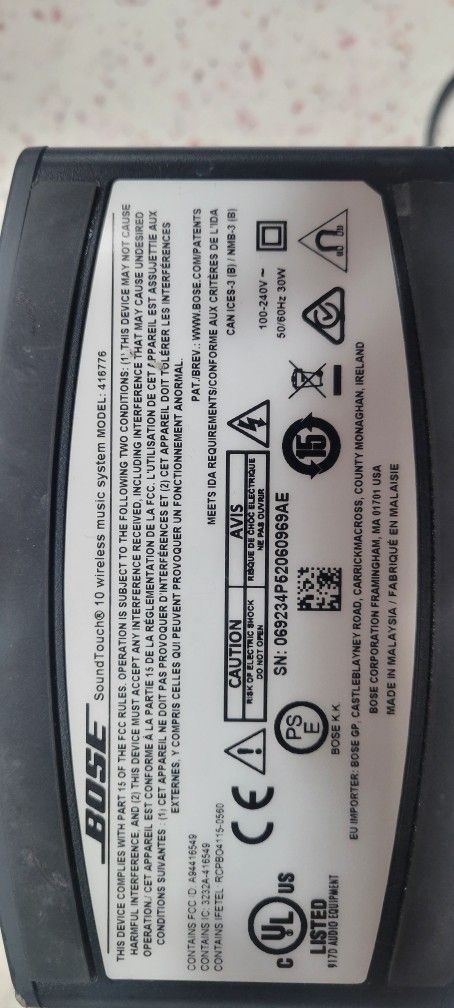 BOSE SoundTouch® 10 wireless music system MODEL: 416776
THIS DEVICE COMPLIES WITH PART 15 OF THE FCC RULES. OPERATION IS SUBJECT TO THE FOLLOWING TWO CONDITIONS: (1) THIS DEVICE MAY NOT CAUSE
HARMFUL INTERFERENCE, AND (2) THIS DEVICE MUST ACCEPT ANY INTERFERENCE RECEIVED, INCLUDING INTERFERENCE THAT MAY CAUSE UNDESIRED
OPERATION./ CET APPAREIL EST CONFORME À LA PARTIE 15 DE LA RÉGLEMENTATION DE LA FCC. L'UTILISATION DE CET APPAREIL EST ASSUJETTIE AUX
CONDITIONS SUIVANTES : (1) CET APPAREIL NE DOIT PAS PROVOQUER D'INTERFÉRENCES ET (2) CET APPAREIL DOIT TOLÉRER LES INTERFÉRENCES
EXTERNES, Y COMPRIS CELLES QUI PEUVENT PROVOQUER UN FONCTIONNEMENT ANORMAL.
PAT./BREV.: WWW.BOSE.COM/PATENTS
CONTAINS FCC ID: A94416549
CONTAINS IC: 3232A-416549
CONTAINS IFETEL: RCPBO4115-0560
MEETS IDA REQUIREMENTS/CONFORME AUX CRITÈRES DE L'IDA
CAN ICES-3 (B) / NMB-3 (B)
CE
CAUTION
RISK OF ELECTRIC SHOCK
DO NOT OPEN
AVIS
RISQUE DE CHOC ÉLECTRIQUE
NE PAS OUVRIR
100-240V ~
50/60Hz 30W
SN: 069234P52060969AE
C UL US
LISTED
917D AUDIO EQUIPMENT
PS
E
BOSE K.K.
15
EU IMPORTER: BOSE GP, CASTLEBLAYNEY ROAD, CARRICKMACROSS, COUNTY MONAGHAN, IRELAND
BOSE CORPORATION FRAMINGHAM, MA 01701 USA
MADE IN MALAYSIA / FABRIQUÉ EN MALAISIE